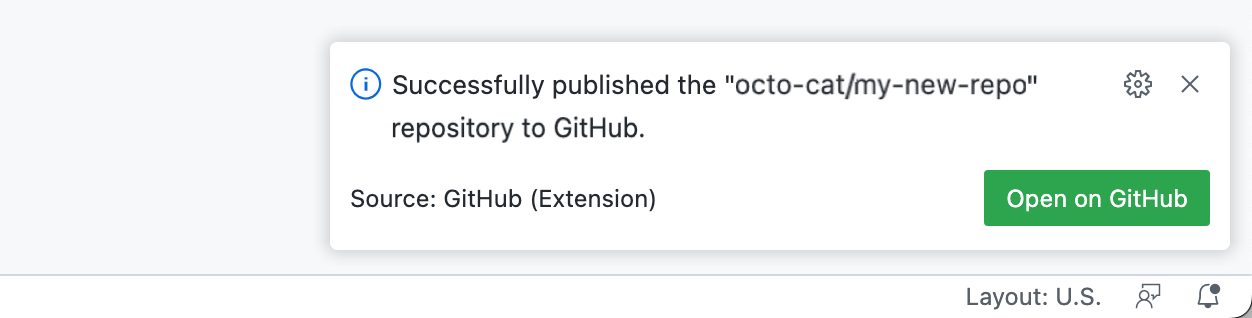 Successfully published the "octo-cat/my-new-repo"
repository to GitHub.
Source: GitHub (Extension)
Open on GitHub
Layout: U.S.